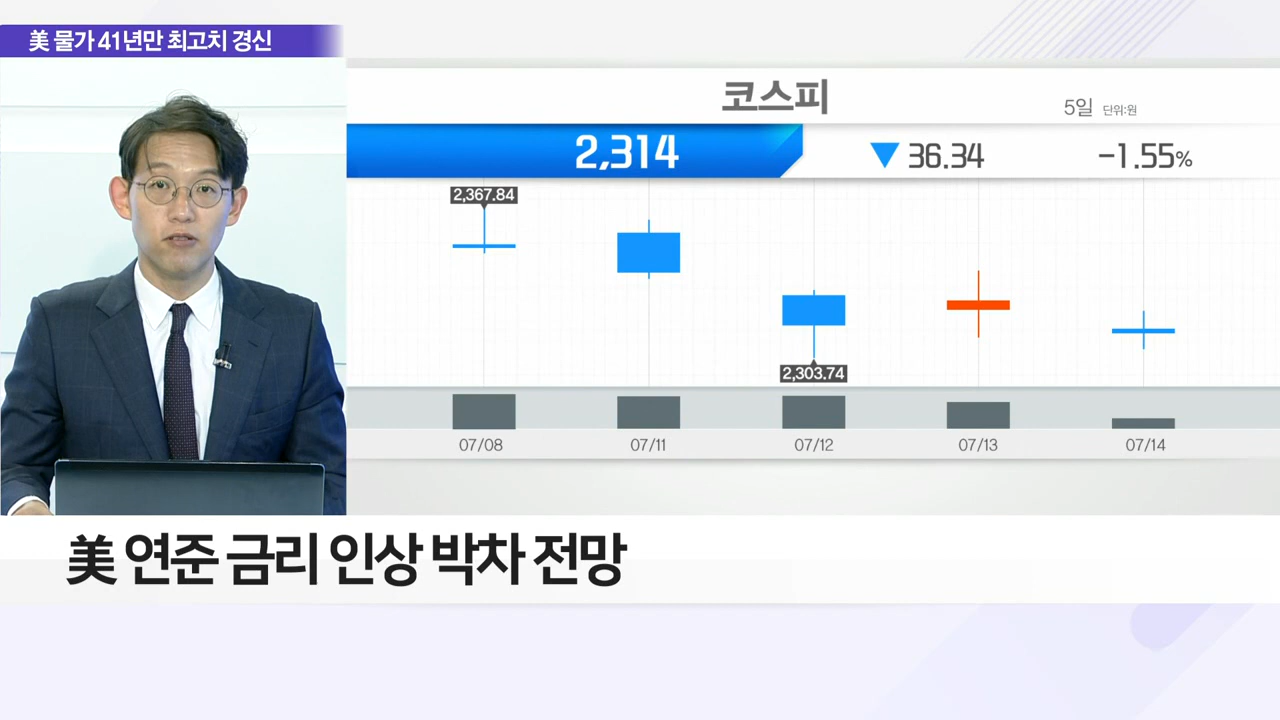 美 물가 41년만 최고치 경신
코스피
5일 단위:원
2,314 ▼ 36.34 -1.55%
2,367.84
2,303.74
07/08 07/11 07/12 07/13 07/14
美 연준 금리 인상 박차 전망